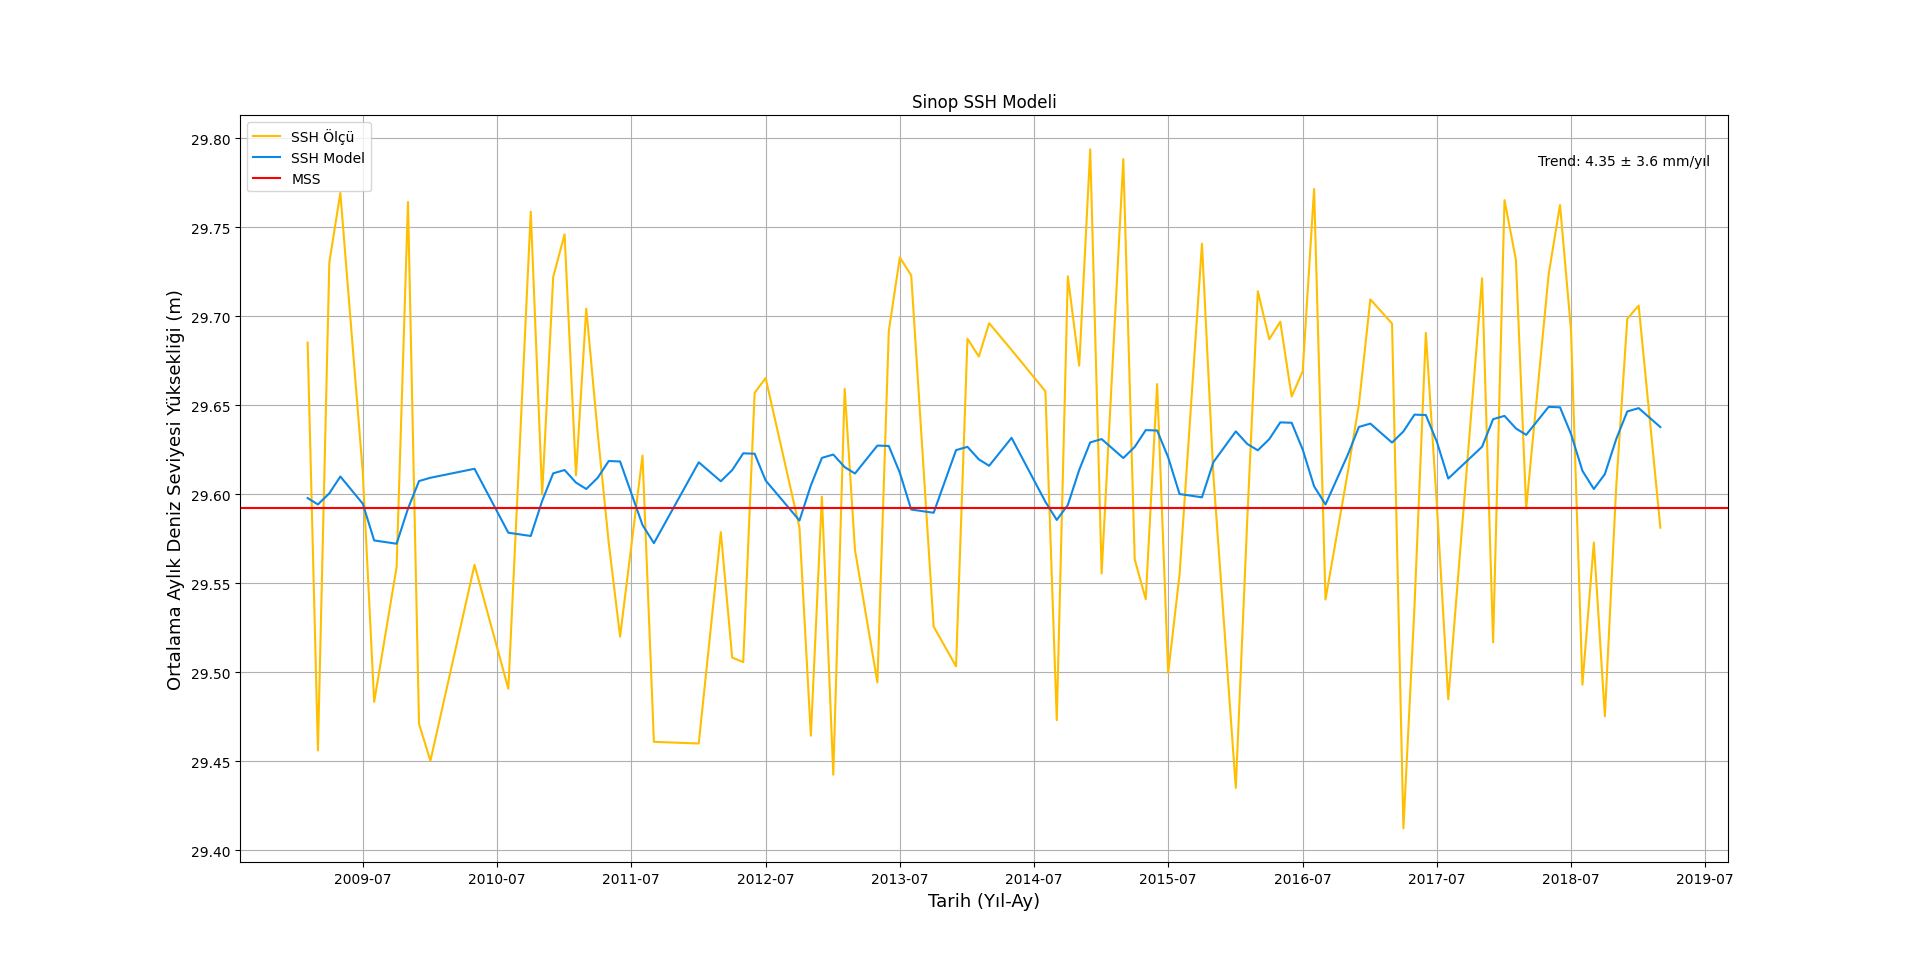 Sinop SSH Modeli
SSH Ölçü
SSH Model
MSS
Trend: 4.35 ± 3.6 mm/yıl
Ortalama Aylık Deniz Seviyesi Yüksekliği (m)
29.80
29.75
29.70
29.65
29.60
29.55
29.50
29.45
29.40
2009-07
2010-07
2011-07
2012-07
2013-07
2014-07
2015-07
2016-07
2017-07
2018-07
2019-07
Tarih (Yıl-Ay)